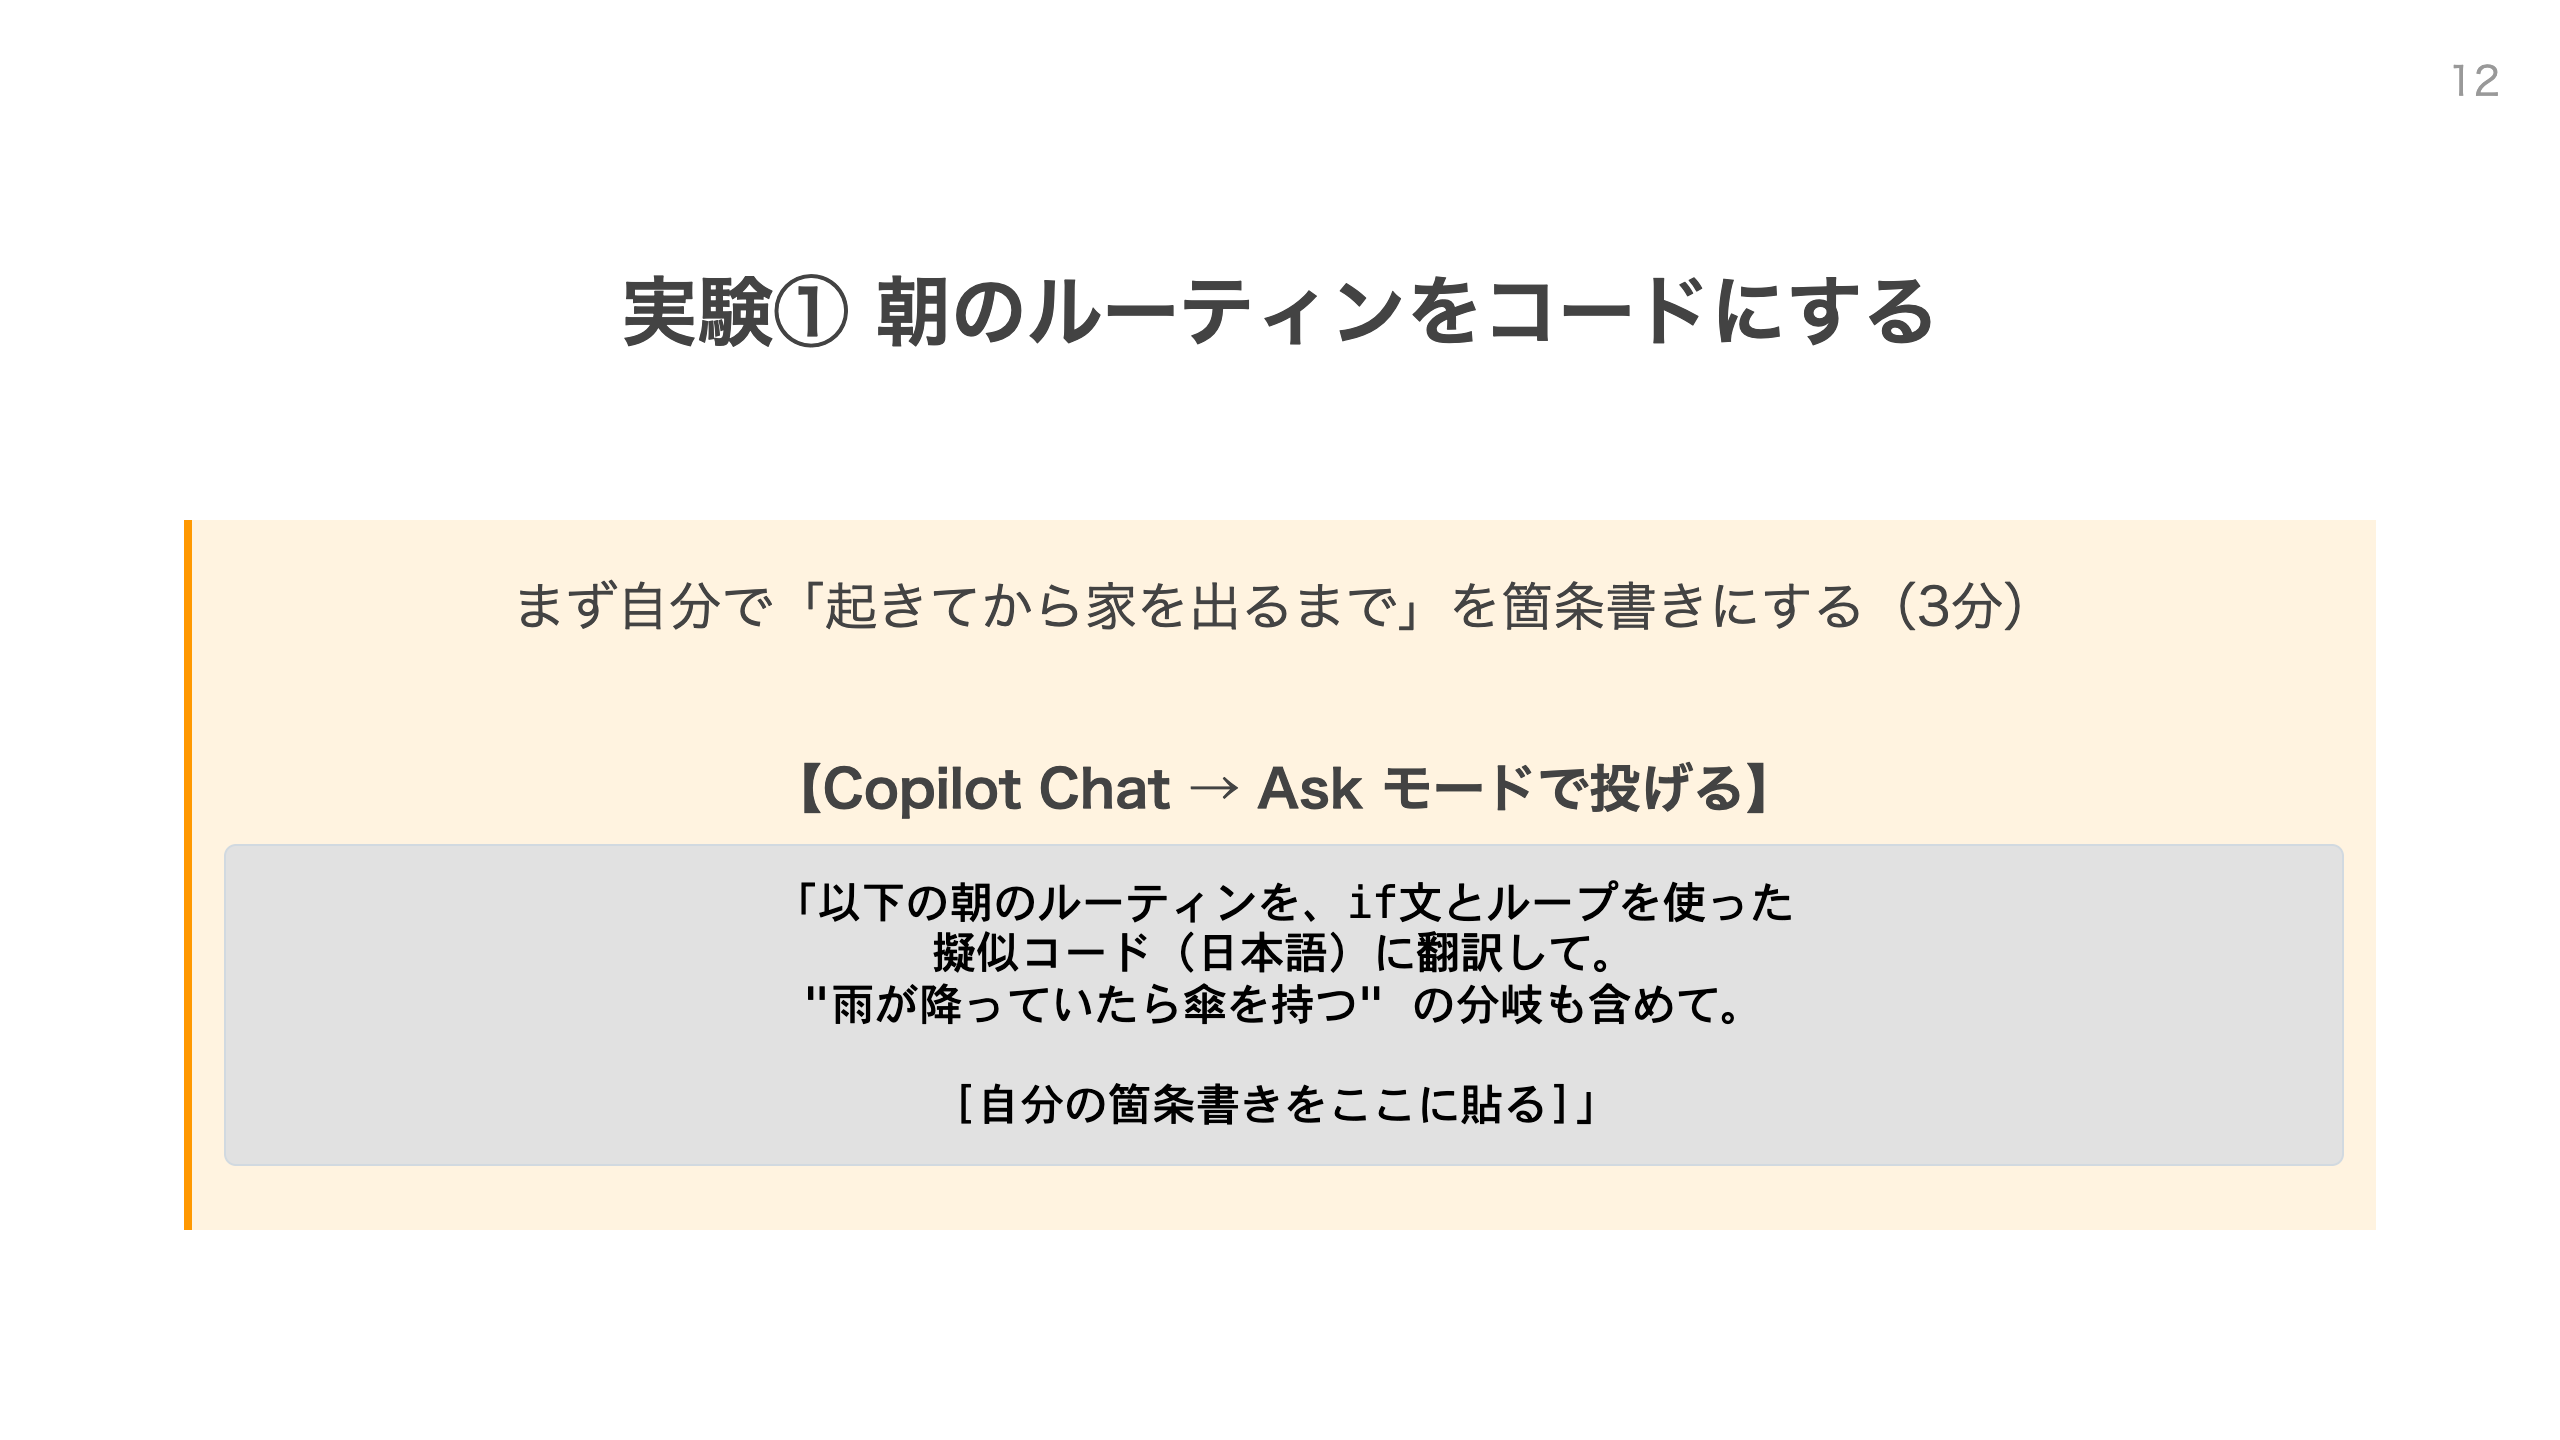 12
実験① 朝のルーティンをコードにする
まず自分で「起きてから家を出るまで」を箇条書きにする（3分）
【Copilot Chat → Ask モードで投げる】
「以下の朝のルーティンを、if文とループを使った
擬似コード（日本語）に翻訳して。
"雨が降っていたら傘を持つ" の分岐も含めて。
[自分の箇条書きをここに貼る]」